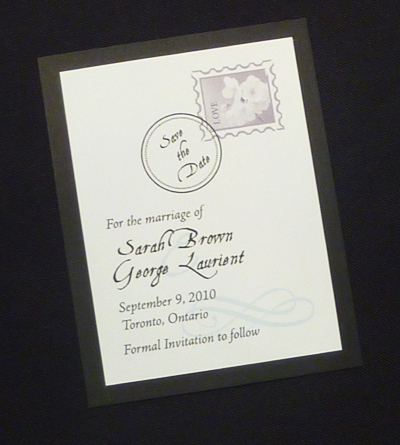 LOVE
Save
the
Date
For the marriage of
Sarah Brown
George Laurient
September 9, 2010
Toronto, Ontario
Formal Invitation to follow